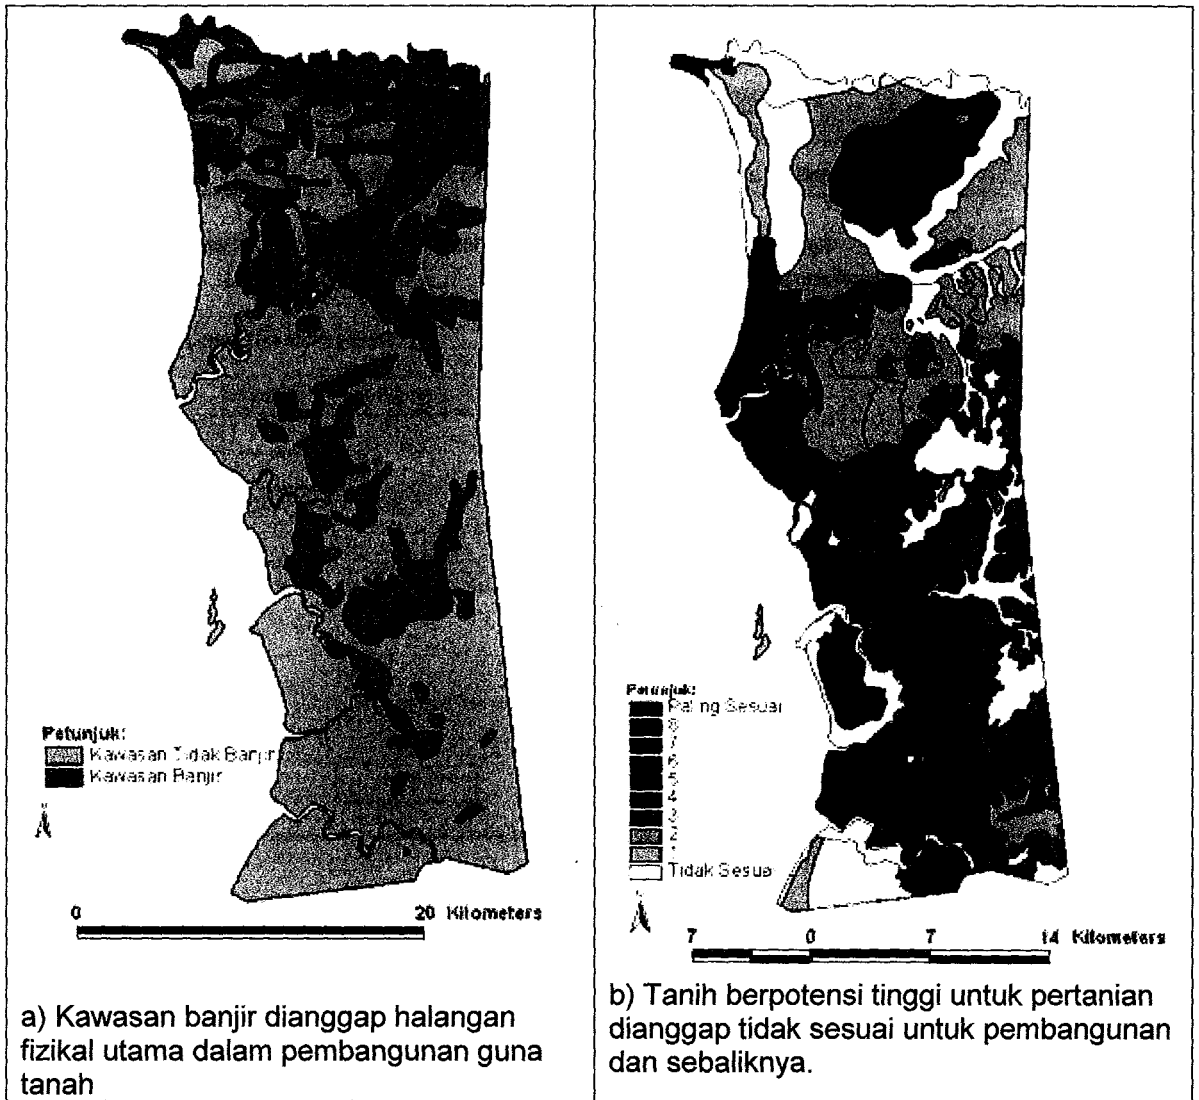 Petunjuk:
Kawasan Tidak Banjir
Kawasan Banjir
0 20 Kilometers
a) Kawasan banjir dianggap halangan
fizikal utama dalam pembangunan guna
tanah
Petunjuk:
Paling Sesuai
8
7
5
4
3
2
1
Tidak Sesua
7 0 7 14 Kilometers
b) Tanih berpotensi tinggi untuk pertanian
dianggap tidak sesuai untuk pembangunan
dan sebaliknya.